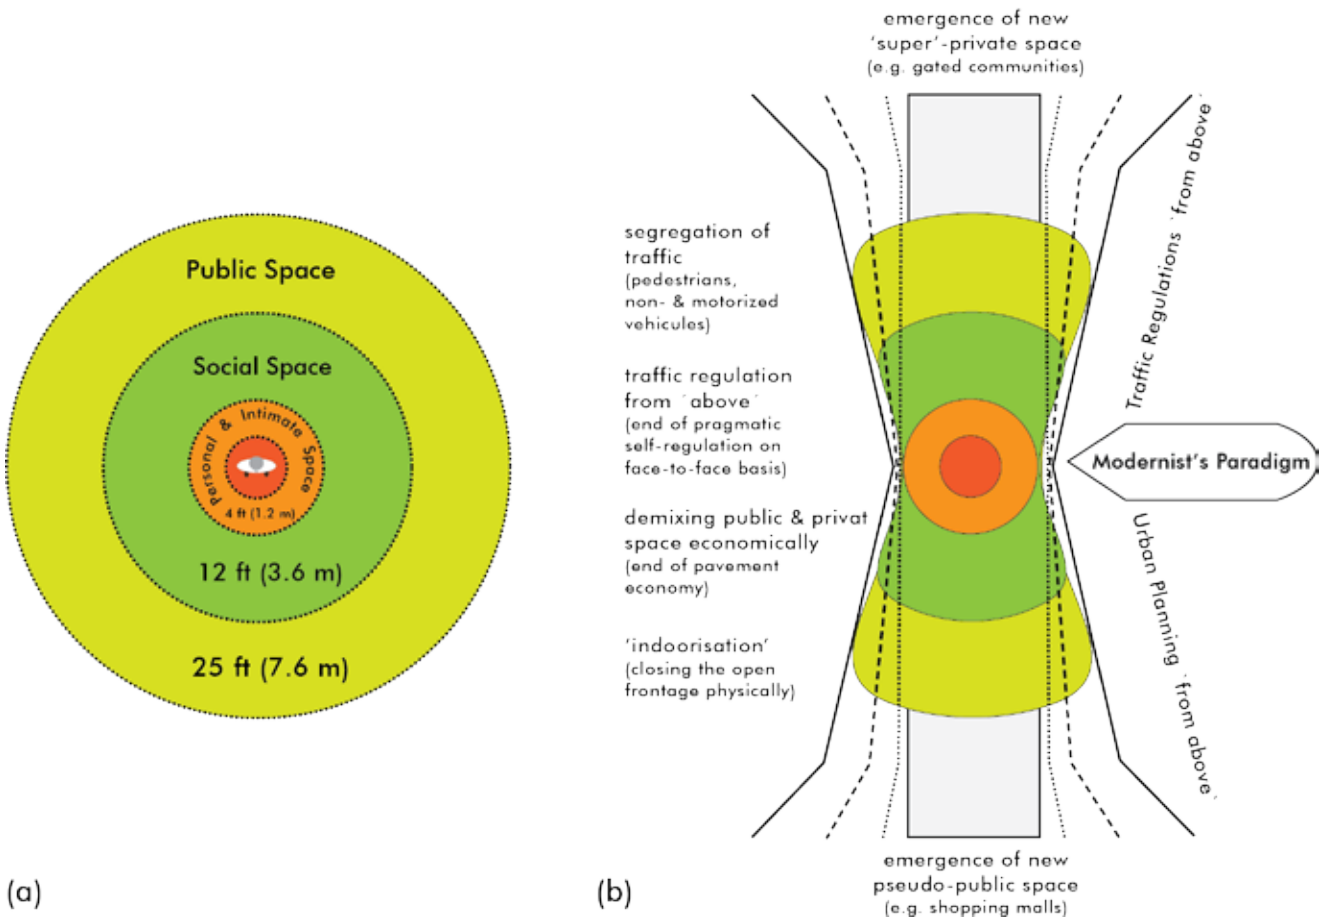 Public Space
Social Space
Personal & Intimate Space
4 ft (1.2 m)
12 ft (3.6 m)
25 ft (7.6 m)
(a)
emergence of new
'super'-private space
(e.g. gated communities)
segregation of
traffic
(pedestrians,
non- & motorized
vehicules)
traffic regulation
from ´above´
(end of pragmatic
self-regulation on
face-to-face basis)
demixing public & privat
space economically
(end of pavement
economy)
'indoorisation'
(closing the open
frontage physically)
Traffic Regulations ´from above´
Modernist's Paradigm
Urban Planning ´from above´
emergence of new
pseudo-public space
(e.g. shopping malls)
(b)